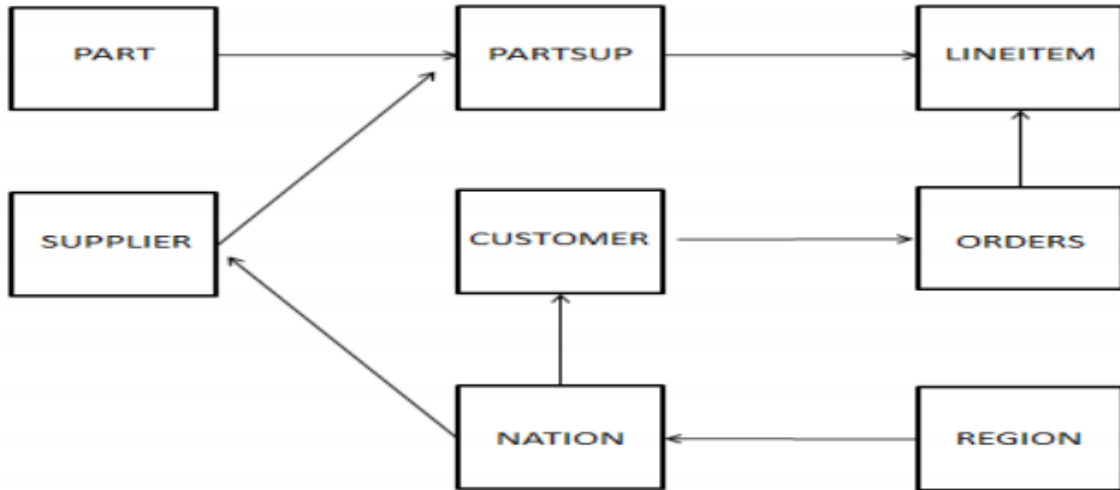 PART
PARTSUP
LINEITEM
SUPPLIER
CUSTOMER
ORDERS
NATION
REGION